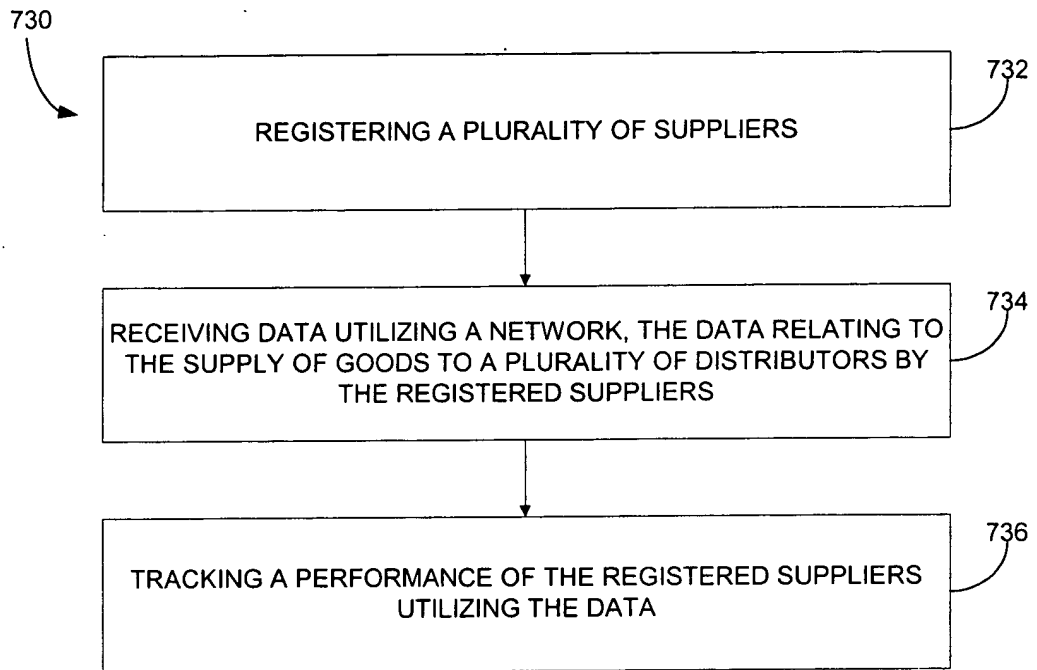 730
732
REGISTERING A PLURALITY OF SUPPLIERS
734
RECEIVING DATA UTILIZING A NETWORK, THE DATA RELATING TO
THE SUPPLY OF GOODS TO A PLURALITY OF DISTRIBUTORS BY
THE REGISTERED SUPPLIERS
736
TRACKING A PERFORMANCE OF THE REGISTERED SUPPLIERS
UTILIZING THE DATA